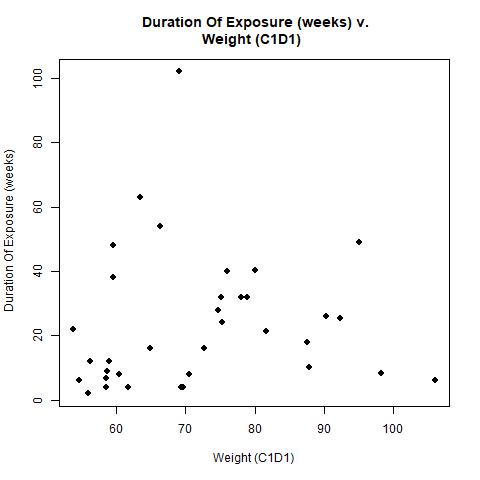 Duration Of Exposure (weeks) v.
Weight (C1D1)
100
80
60
40
20
0
Duration Of Exposure (weeks)
60 70 80 90 100
Weight (C1D1)